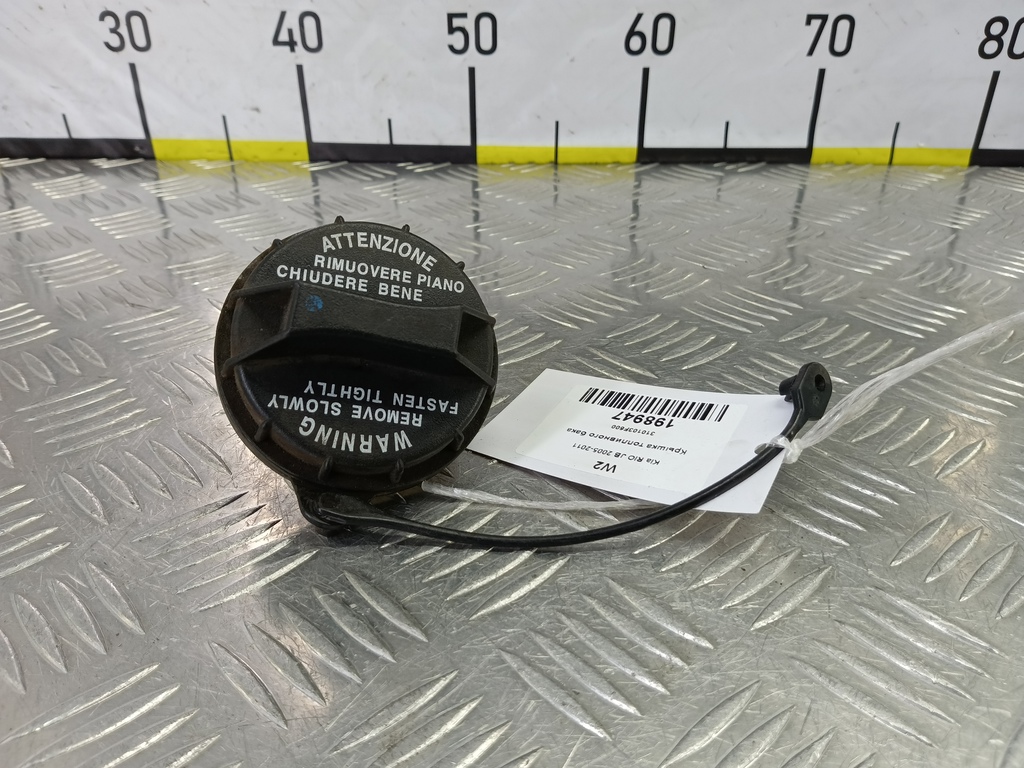 30 40 50 60 70 80
ATTENZIONE
RIMUOVERE PIANO
CHIUDERE BENE
WARNING
REMOVE SLOWLY
FASTEN TIGHTLY
W2
Kia RIO JB 2005-2011
Крышка топливного бака
310103F800
198947